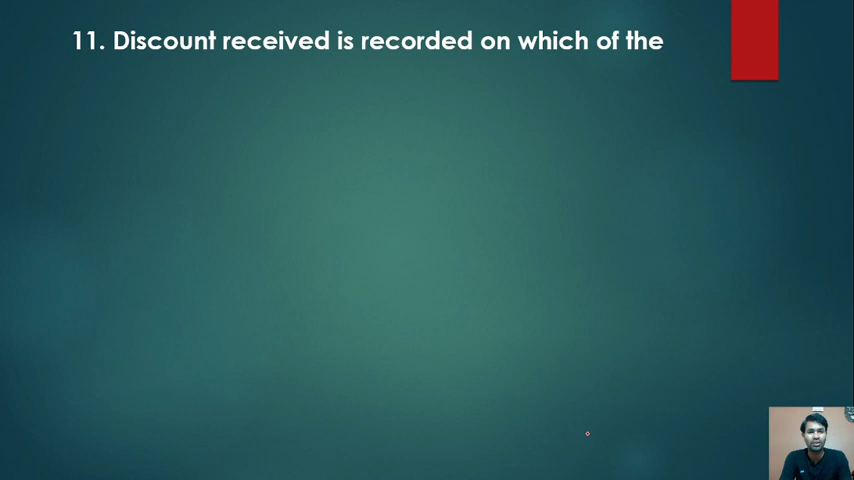 11. Discount received is recorded on which of the